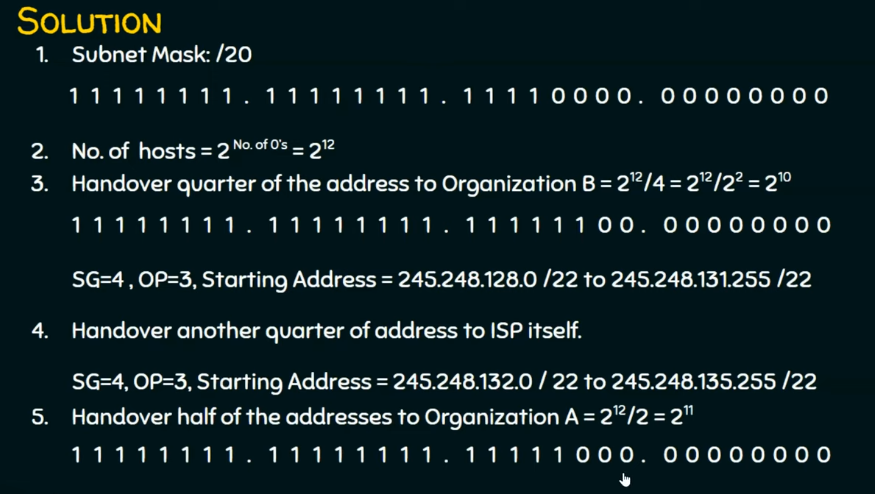 SOLUTION
1. Subnet Mask: /20
1 1 1 1 1 1 1 1 . 1 1 1 1 1 1 1 1 . 1 1 1 1 0 0 0 0 . 0 0 0 0 0 0 0 0
2. No. of hosts = 2^No. of 0's = 2^12
3. Handover quarter of the address to Organization B = 2^12/4 = 2^12/2^2 = 2^10
1 1 1 1 1 1 1 1 . 1 1 1 1 1 1 1 1 . 1 1 1 1 1 1 0 0 . 0 0 0 0 0 0 0 0
SG=4 , OP=3, Starting Address = 245.248.128.0 /22 to 245.248.131.255 /22
4. Handover another quarter of address to ISP itself.
SG=4, OP=3, Starting Address = 245.248.132.0 / 22 to 245.248.135.255 /22
5. Handover half of the addresses to Organization A = 2^12/2 = 2^11
1 1 1 1 1 1 1 1 . 1 1 1 1 1 1 1 1 . 1 1 1 1 1 0 0 0 . 0 0 0 0 0 0 0 0